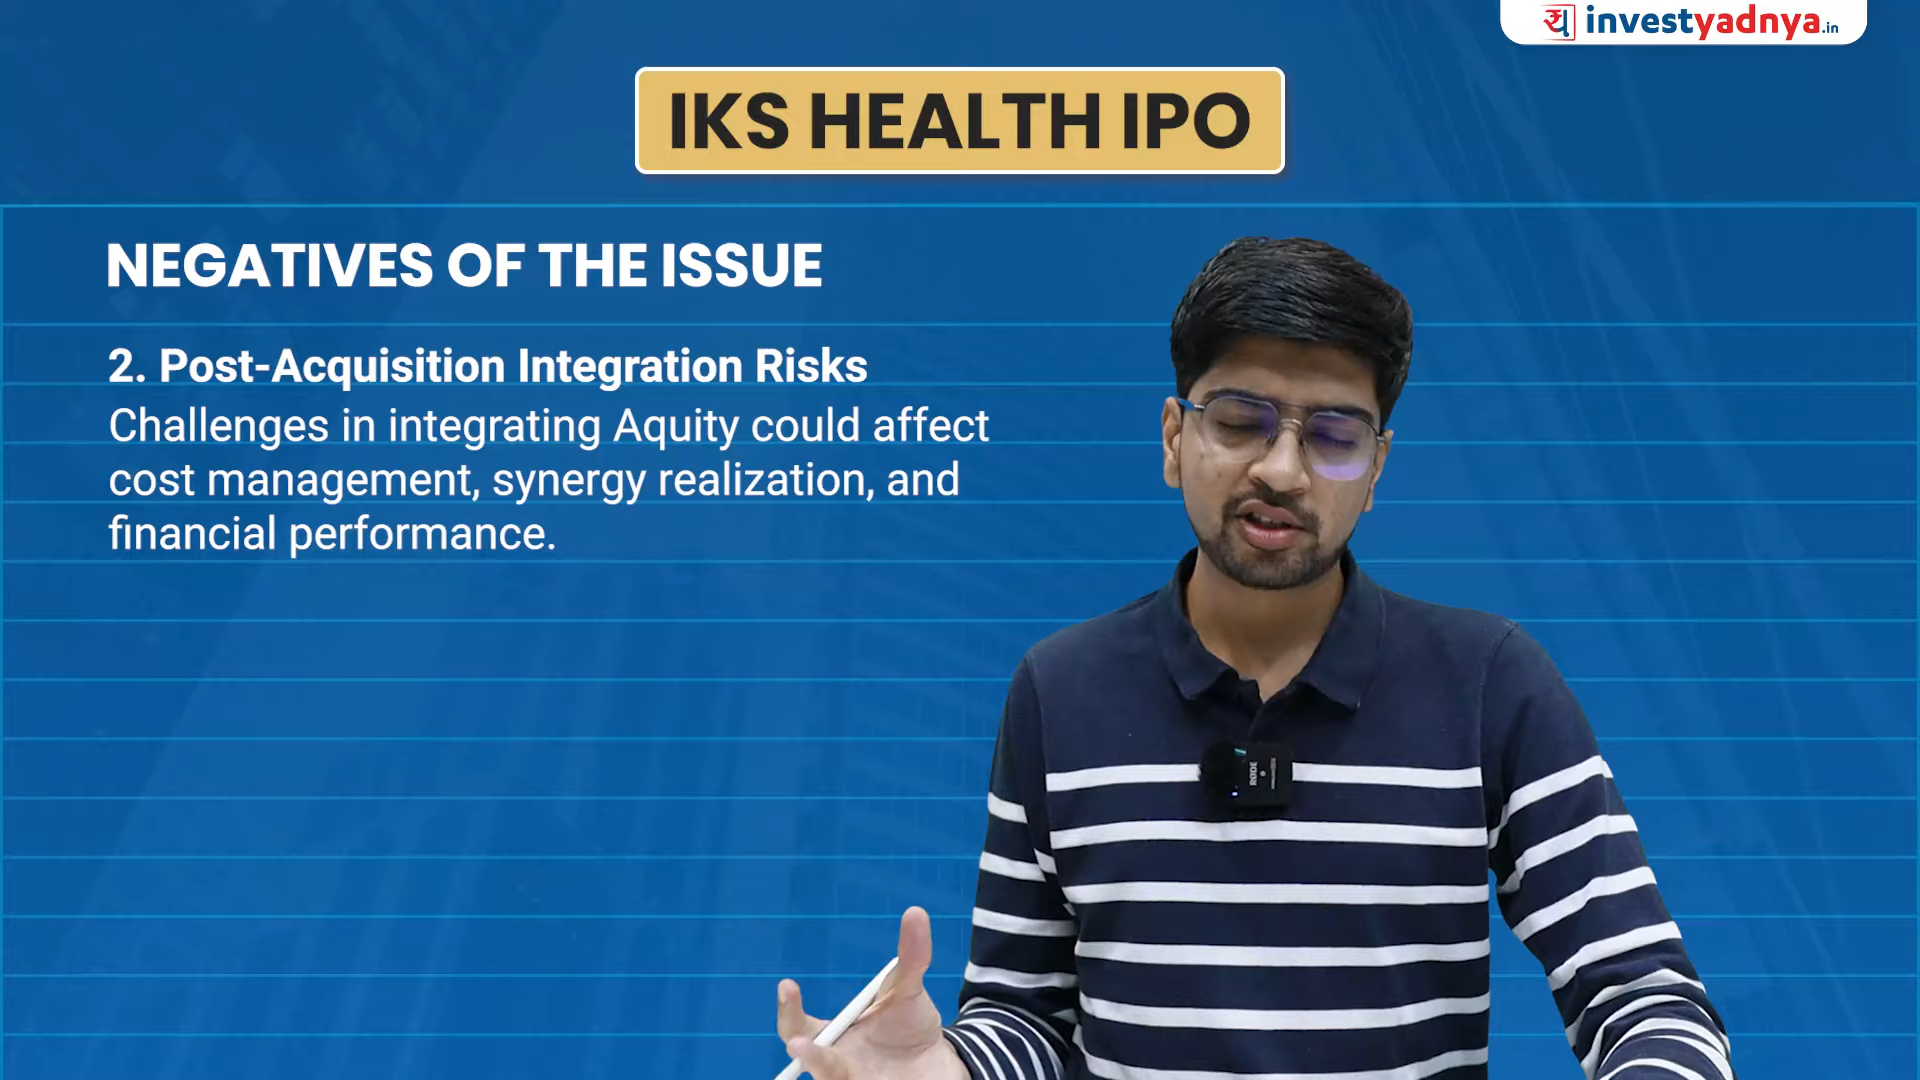 investyadnya.in
IKS HEALTH IPO
NEGATIVES OF THE ISSUE
2. Post-Acquisition Integration Risks
Challenges in integrating Aquity could affect
cost management, synergy realization, and
financial performance.
RØDE